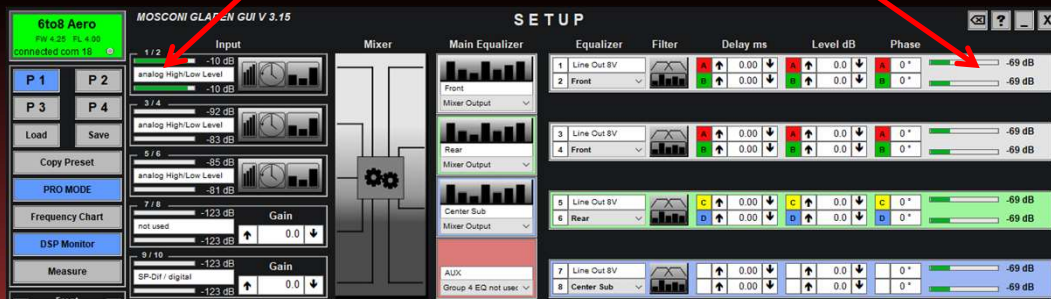 MOSCONI GLADEN GUI V 3.15
SETUP
?
_
X
6to8 Aero
FW 4.25 FL 4.00
connected com 18
P 1
P 2
P 3
P 4
Load
Save
Copy Preset
PRO MODE
Frequency Chart
DSP Monitor
Measure
Input
Mixer
Main Equalizer
Equalizer
Filter
Delay ms
Level dB
Phase
1 / 2
-10 dB
analog High/Low Level
-10 dB
3 / 4
-92 dB
analog High/Low Level
-83 dB
5 / 6
-85 dB
analog High/Low Level
-81 dB
7 / 8
-123 dB
not used
-123 dB
Gain
0.0
9 / 10
-123 dB
SP-Dif / digital
-123 dB
Gain
0.0
Front
Mixer Output
Rear
Mixer Output
Center Sub
Mixer Output
AUX
Group 4 EQ not usec
1 Line Out 8V A 0.00 A 0.0 A 0° -69 dB
2 Front B 0.00 B 0.0 B 0° -69 dB
3 Line Out 8V A 0.00 A 0.0 A 0° -69 dB
4 Front B 0.00 B 0.0 B 0° -69 dB
5 Line Out 8V C 0.00 C 0.0 C 0° -69 dB
6 Rear D 0.00 D 0.0 D 0° -69 dB
7 Line Out 8V 0.00 0.0 0° -69 dB
8 Center Sub 0.00 0.0 0° -69 dB